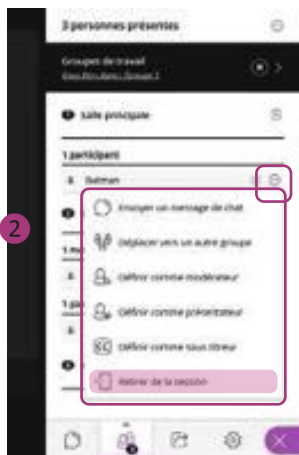 3 personnes présentes
Groupes de travail
Salle principale
1 participant
Batman
2
Envoyer un message de chat
Déplacer vers un autre groupe
Définir comme modérateur
Définir comme présentateur
Définir comme sous-titreur
Retirer de la session